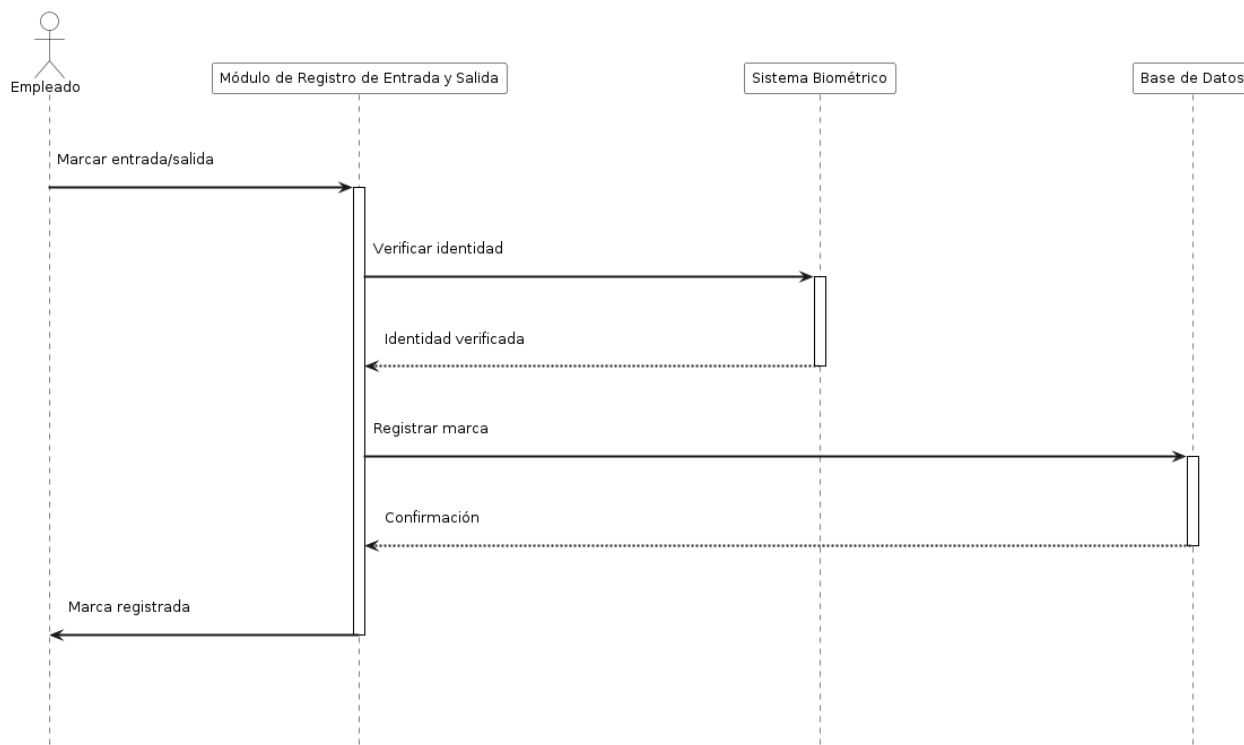 Empleado
Módulo de Registro de Entrada y Salida
Sistema Biométrico
Base de Datos
Marcar entrada/salida
Verificar identidad
Identidad verificada
Registrar marca
Confirmación
Marca registrada